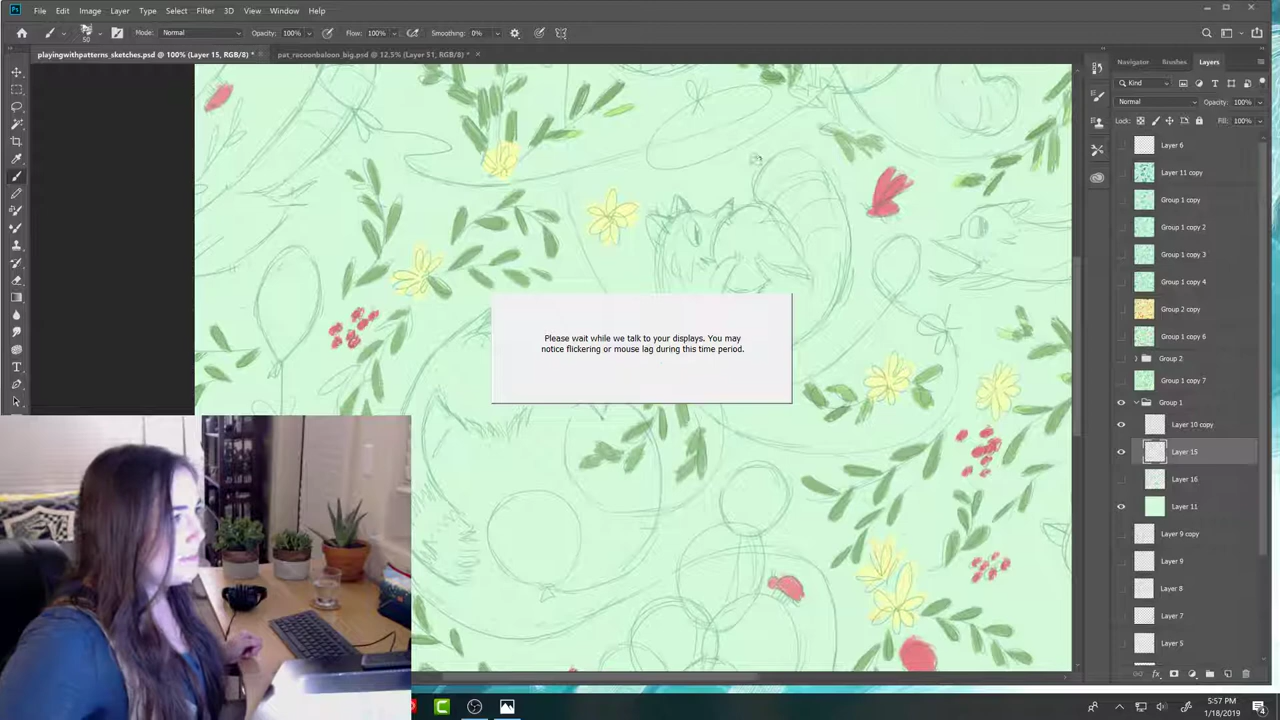 Ps File Edit Image Layer Type Select Filter 3D View Window Help
50 Mode: Normal Opacity: 100% Flow: 100% Smoothing: 0%
playingwithpatterns_sketches.psd @ 100% (Layer 15, RGB/8) * pat_raccoonbaloon_big.psd @ 12.5% (Layer 51, RGB/8) * ×
Navigator Brushes Layers
Kind
Normal Opacity: 100%
Lock: Fill: 100%
Layer 6
Layer 11 copy
Group 1 copy
Group 1 copy 2
Group 1 copy 3
Group 1 copy 4
Group 2 copy
Group 1 copy 6
Group 2
Group 1 copy 7
Group 1
Layer 10 copy
Layer 15
Layer 16
Layer 11
Layer 9 copy
Layer 9
Layer 8
Layer 7
Layer 5
Please wait while we talk to your displays. You may
notice flickering or mouse lag during this time period.
5:57 PM
1/18/2019
4